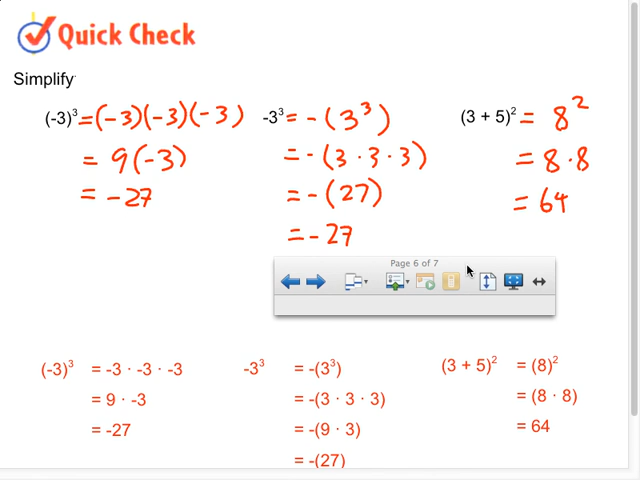 Quick Check
Simplify
(-3)³ = (-3)(-3)(-3)
= 9(-3)
= -27
-3³ = -(3³)
= -(3 · 3 · 3)
= -(27)
= -27
(3 + 5)² = 8²
= 8 · 8
= 64
Page 6 of 7
(-3)³ = -3 · -3 · -3
= 9 · -3
= -27
-3³ = -(3³)
= -(3 · 3 · 3)
= -(9 · 3)
= -(27)
(3 + 5)² = (8)²
= (8 · 8)
= 64